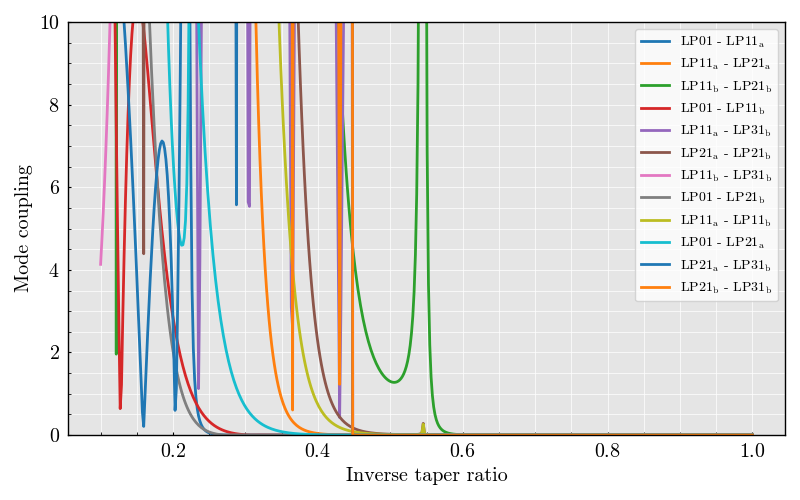 10
8
6
4
2
0
Mode coupling
0.2
0.4
0.6
0.8
1.0
Inverse taper ratio
LP01 - LP11a
LP11a - LP21a
LP11b - LP21b
LP01 - LP11b
LP11a - LP31b
LP21a - LP21b
LP11b - LP31b
LP01 - LP21b
LP11a - LP11b
LP01 - LP21a
LP21a - LP31b
LP21b - LP31b